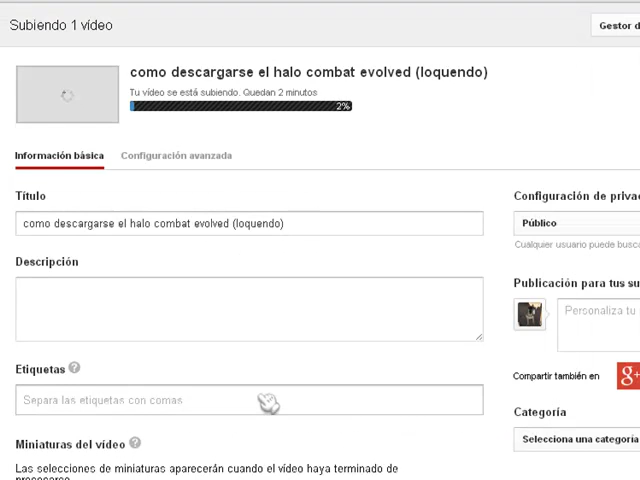 Subiendo 1 vídeo
Gestor d
como descargarse el halo combat evolved (loquendo)
Tu vídeo se está subiendo. Quedan 2 minutos
2%
Información básica
Configuración avanzada
Título
Configuración de priva
como descargarse el halo combat evolved (loquendo)
Público
Cualquier usuario puede busc
Descripción
Publicación para tus su
Personaliza tu
Etiquetas
Compartir también en
g+
Separa las etiquetas con comas
Categoría
Miniaturas del vídeo
Selecciona una categoría
Las selecciones de miniaturas aparecerán cuando el vídeo haya terminado de